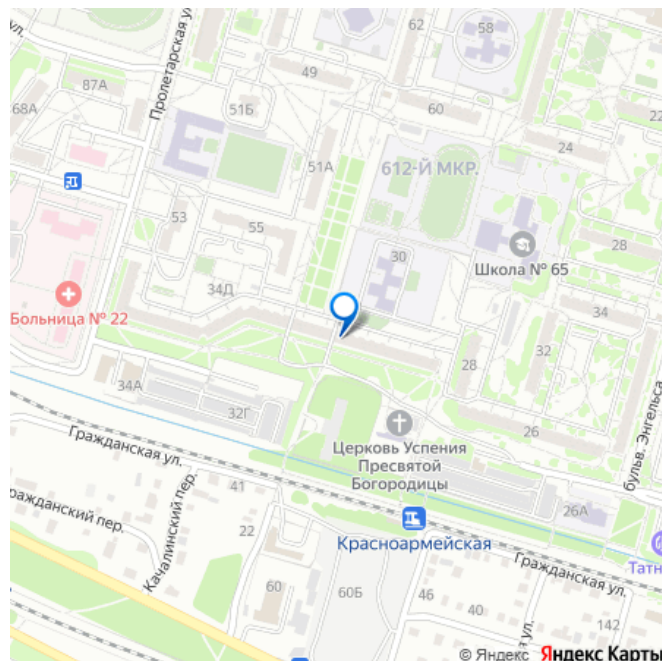 ул.
62
58
49
87А
Пролетарская ул.
68А
51Б
60
22
24
51А
612-Й МКР.
53
55
30
28
Школа № 65
34Д
Больница № 22
34
32
28
34А
32Г
26
Церковь Успения
Пресвятой
Богородицы
бульв. Энгельса
Гражданская ул.
41
26А
Качалинский пер.
Гражданский пер.
22
Красноармейская
Гражданская ул.
Татн
60
60Б
46
40
142
ул.
© Яндекс Яндекс Карты